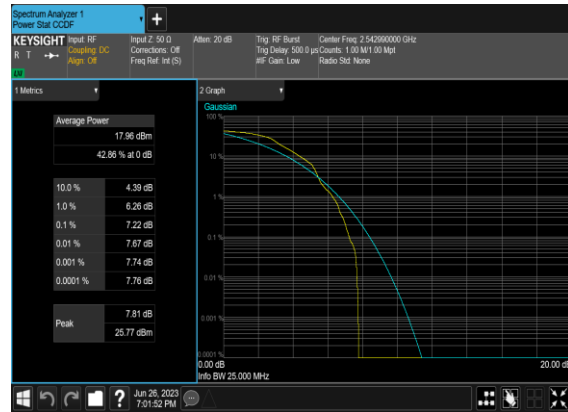 Spectrum Analyzer 1
Power Stat CCDF
KEYSIGHT
R T
LV
Input: RF
Coupling: DC
Align: Off
Input Z: 50 Ω
Corrections: Off
Freq Ref: Int (S)
Atten: 20 dB
Trig: RF Burst
Trig Delay: 500.0 µs
#IF Gain: Low
Center Freq: 2.542990000 GHz
Counts: 1.00 M/1.00 Mpt
Radio Std: None
1 Metrics
Average Power
17.96 dBm
42.86 % at 0 dB
10.0 % 4.39 dB
1.0 % 6.26 dB
0.1 % 7.22 dB
0.01 % 7.67 dB
0.001 % 7.74 dB
0.0001 % 7.76 dB
Peak
7.81 dB
25.77 dBm
2 Graph
Gaussian
100 %
10 %
1 %
0.1 %
0.01 %
0.001 %
0.0001 %
0.00 dB
20.00 dB
Info BW 25.000 MHz
?
Jun 26, 2023
7:01:52 PM